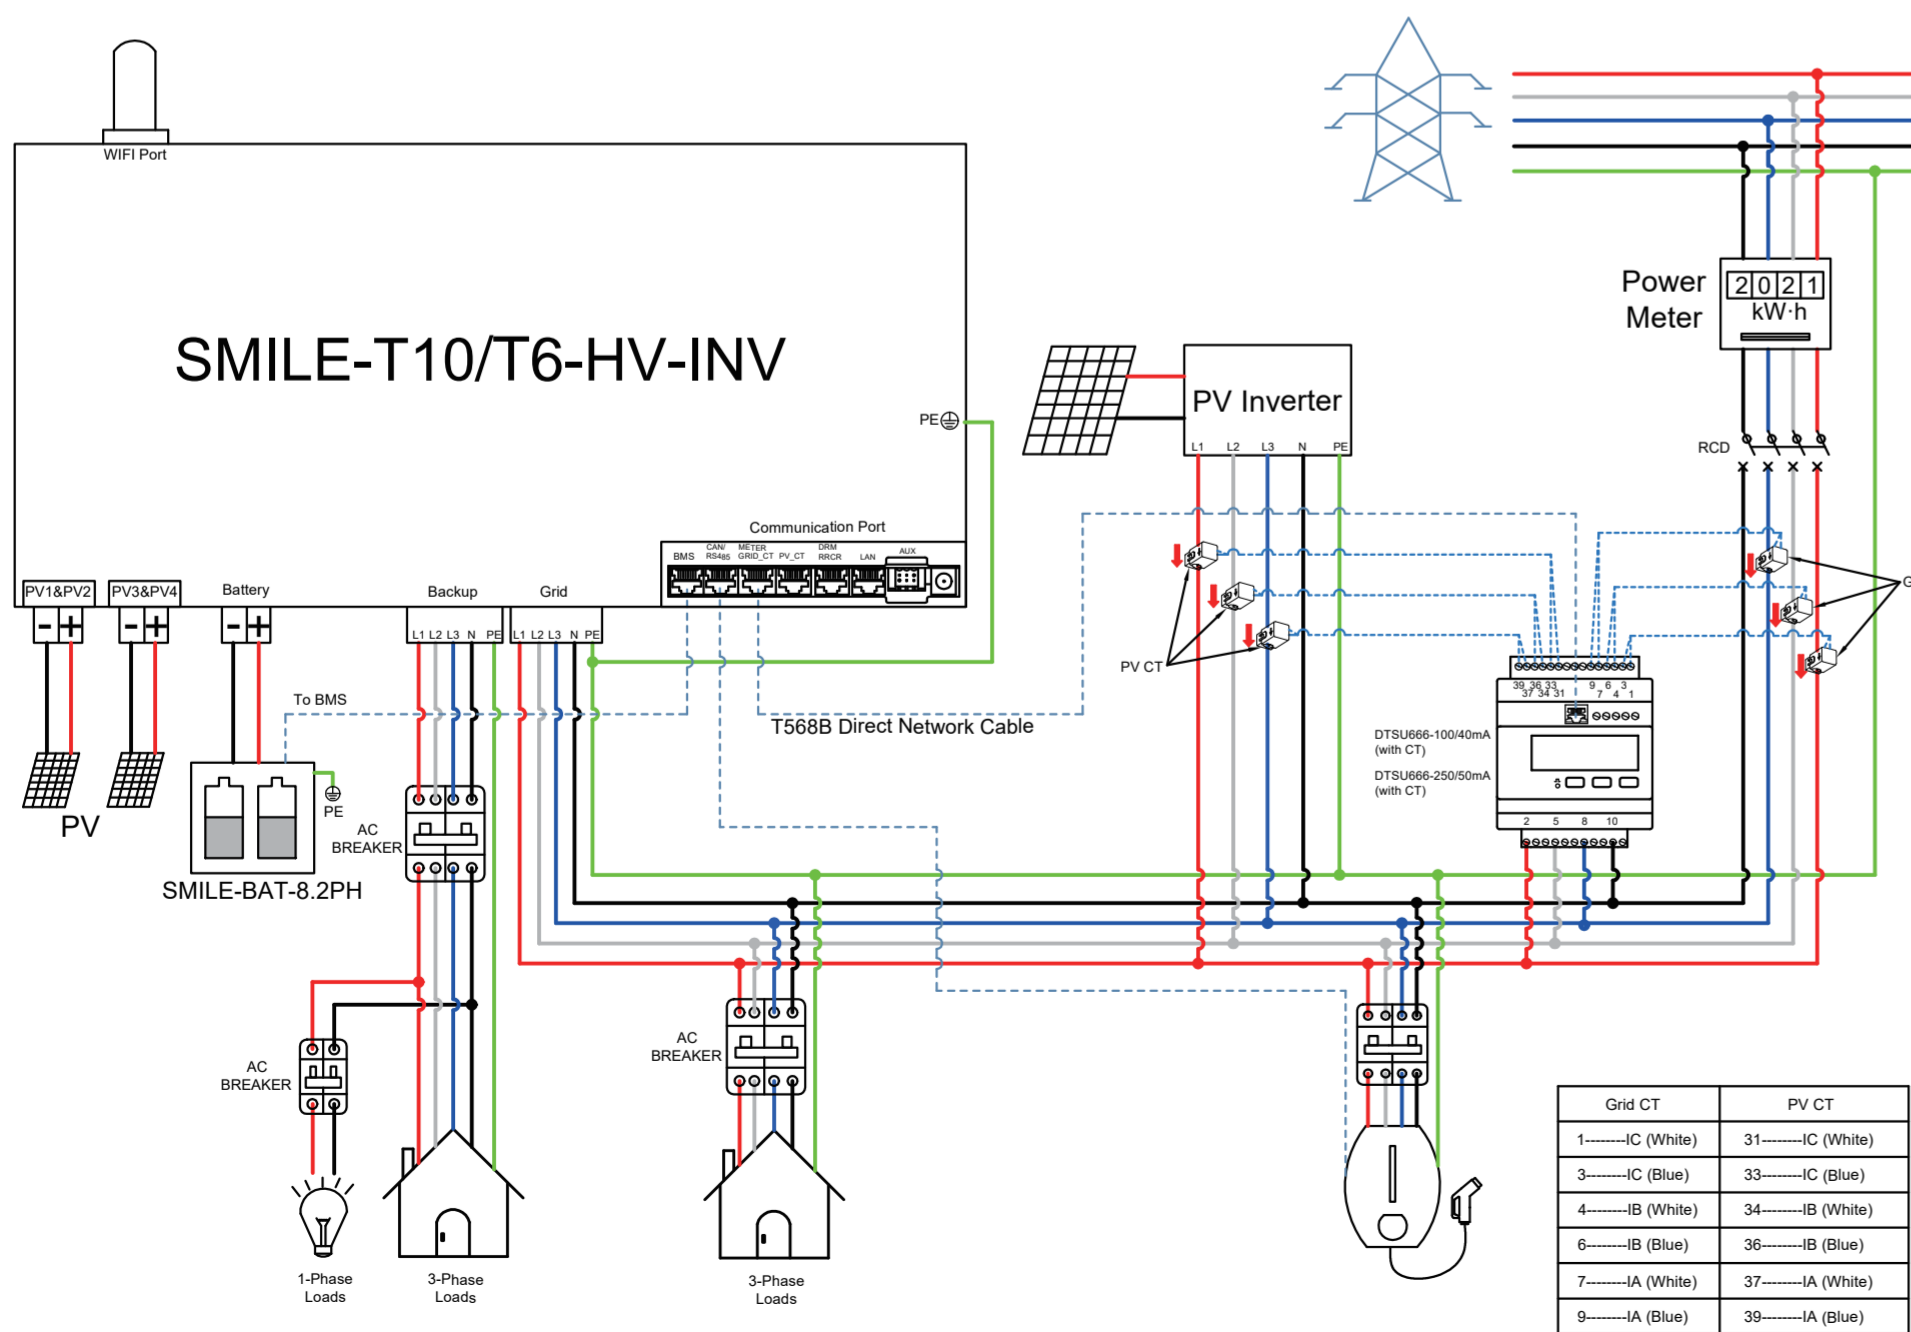 WIFI Port
SMILE-T10/T6-HV-INV
PE
Communication Port
BMS
CAN/
RS485
METER
GRID_CT
PV_CT
DRM
RRCR
LAN
AUX
PV1&PV2
PV3&PV4
Battery
Backup
Grid
- +
- +
- +
L1 L2 L3 N PE
L1 L2 L3 N PE
To BMS
T568B Direct Network Cable
PV
PE
SMILE-BAT-8.2PH
AC
BREAKER
AC
BREAKER
AC
BREAKER
1-Phase
Loads
3-Phase
Loads
3-Phase
Loads
PV Inverter
L1 L2 L3 N PE
PV CT
Power
Meter
2 0 2 1
kW·h
RCD
G
39 36 33 9 6 3
37 34 31 7 4 1
DTSU666-100/40mA
(with CT)
DTSU666-250/50mA
(with CT)
2 5 8 10
Grid CT PV CT
1--------IC (White) 31--------IC (White)
3--------IC (Blue) 33--------IC (Blue)
4--------IB (White) 34--------IB (White)
6--------IB (Blue) 36--------IB (Blue)
7--------IA (White) 37--------IA (White)
9--------IA (Blue) 39--------IA (Blue)